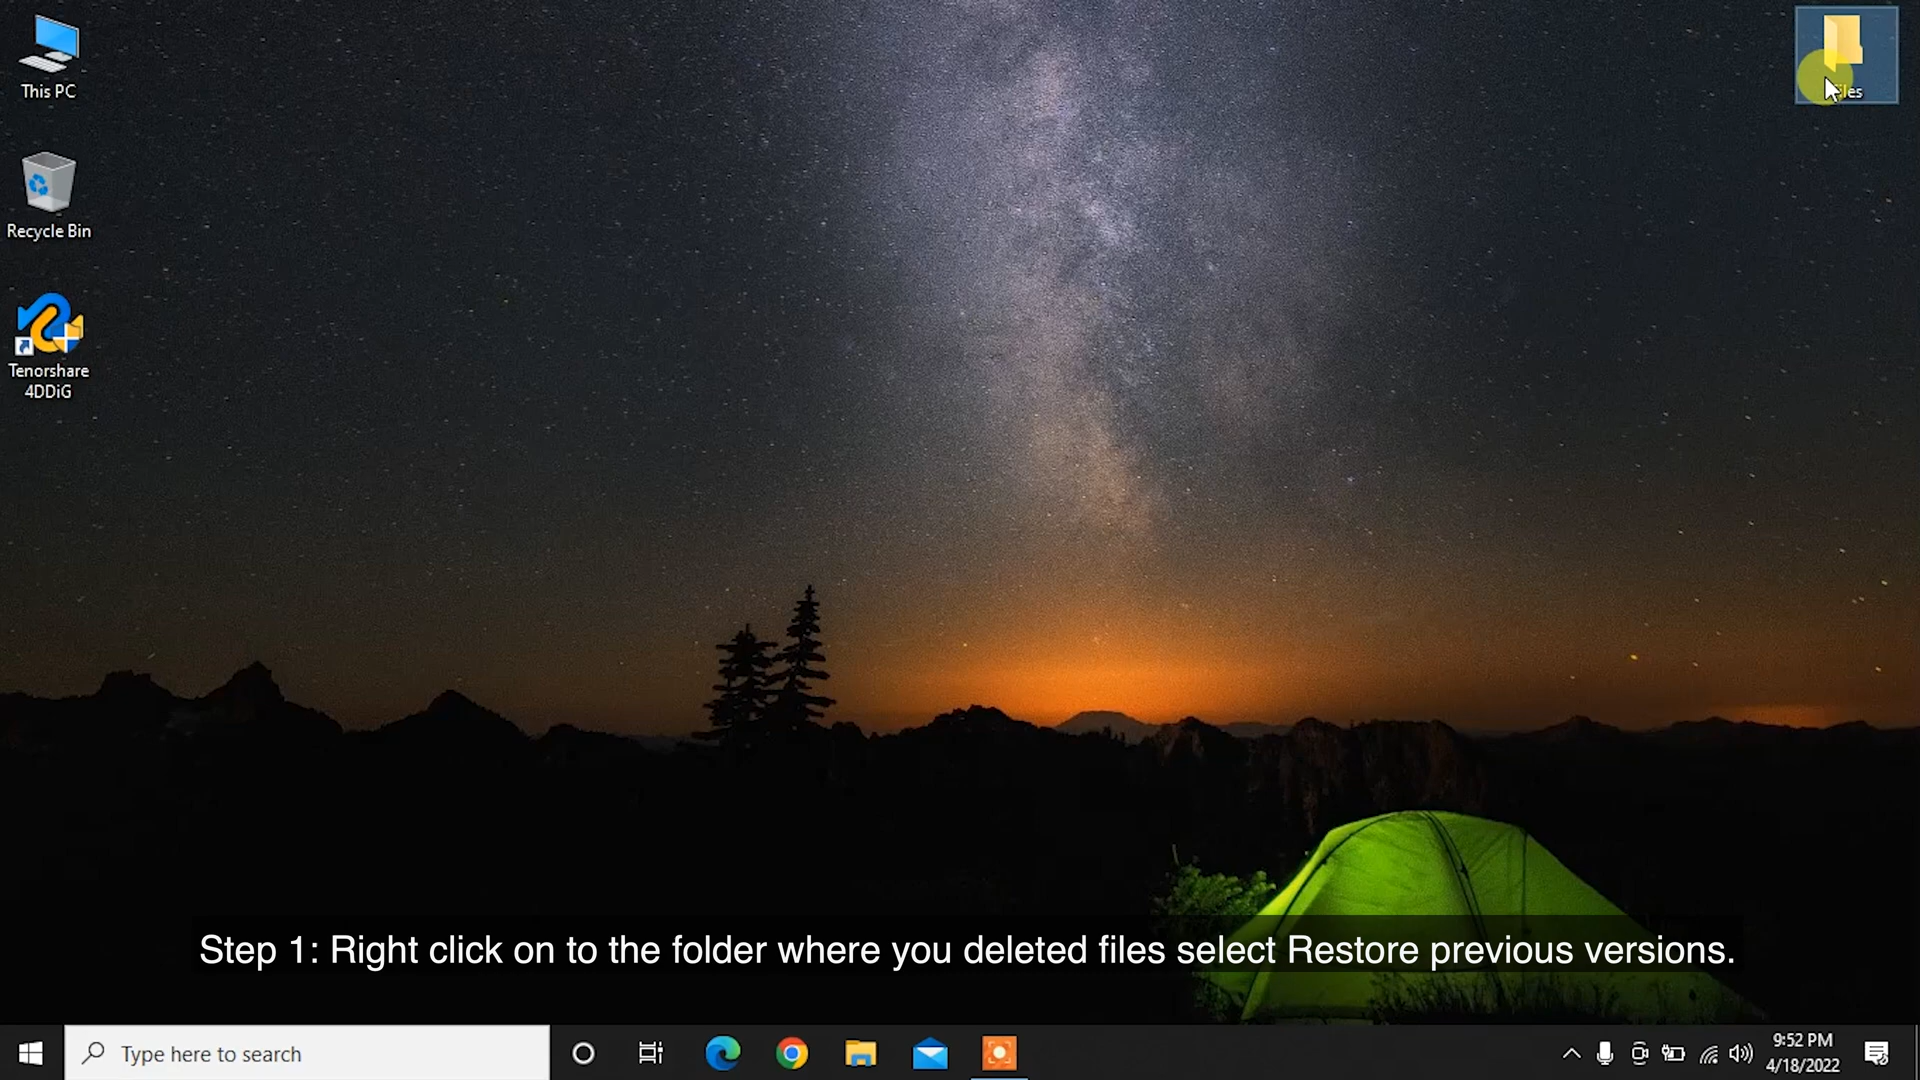 This PC
Recycle Bin
Tenorshare
4DDiG
Step 1: Right click on to the folder where you deleted files select Restore previous versions.
Type here to search
9:52 PM
4/18/2022